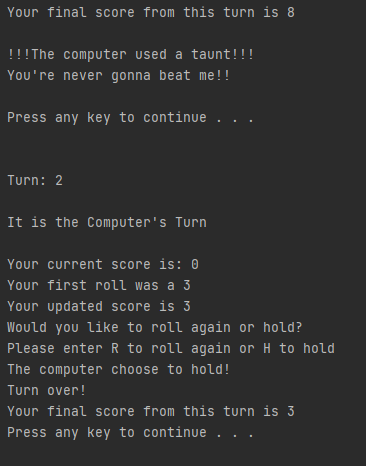 Your final score from this turn is 8
!!!The computer used a taunt!!!
You're never gonna beat me!!
Press any key to continue . . .
Turn: 2
It is the Computer's Turn
Your current score is: 0
Your first roll was a 3
Your updated score is 3
Would you like to roll again or hold?
Please enter R to roll again or H to hold
The computer choose to hold!
Turn over!
Your final score from this turn is 3
Press any key to continue . . .